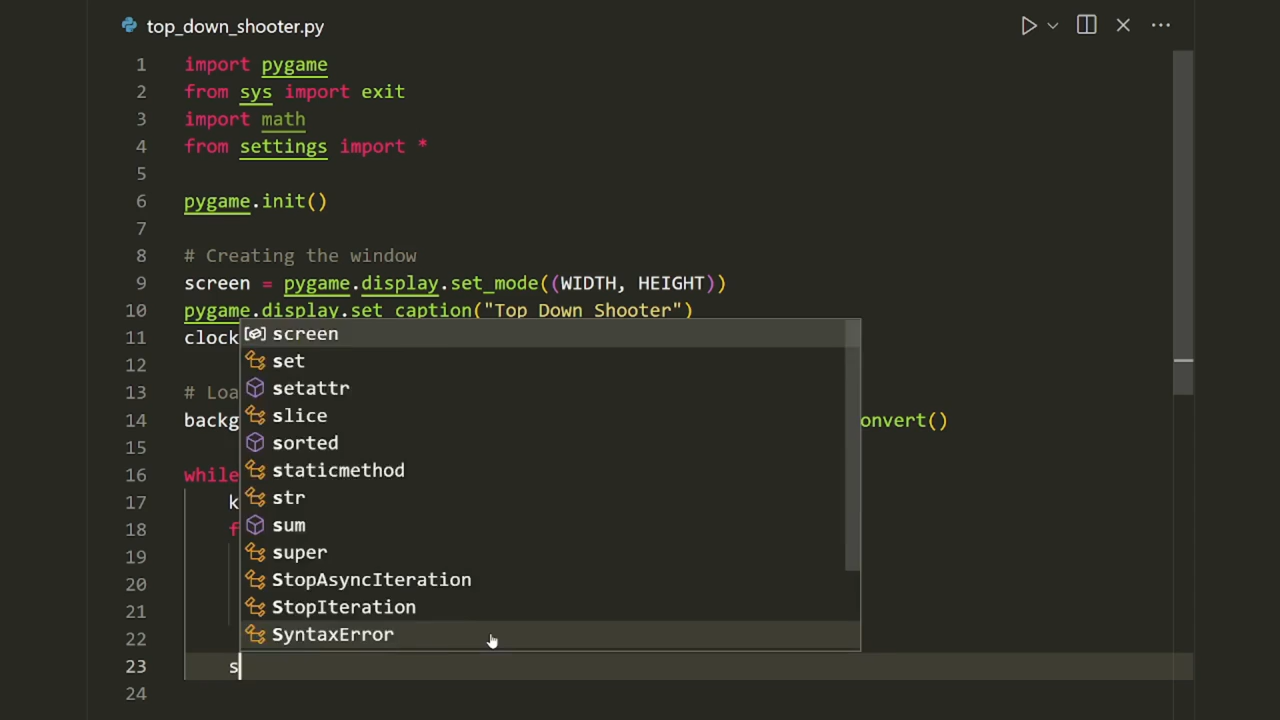 top_down_shooter.py
1 import pygame
2 from sys import exit
3 import math
4 from settings import *
5
6 pygame.init()
7
8 # Creating the window
9 screen = pygame.display.set_mode((WIDTH, HEIGHT))
10 pygame.display.set_caption("Top Down Shooter")
11 clock
12
13 # Loa
14 backg onvert()
15
16 while
17 k
18 f
19
20
21
22
23 s
24
screen
set
setattr
slice
sorted
staticmethod
str
sum
super
StopAsyncIteration
StopIteration
SyntaxError